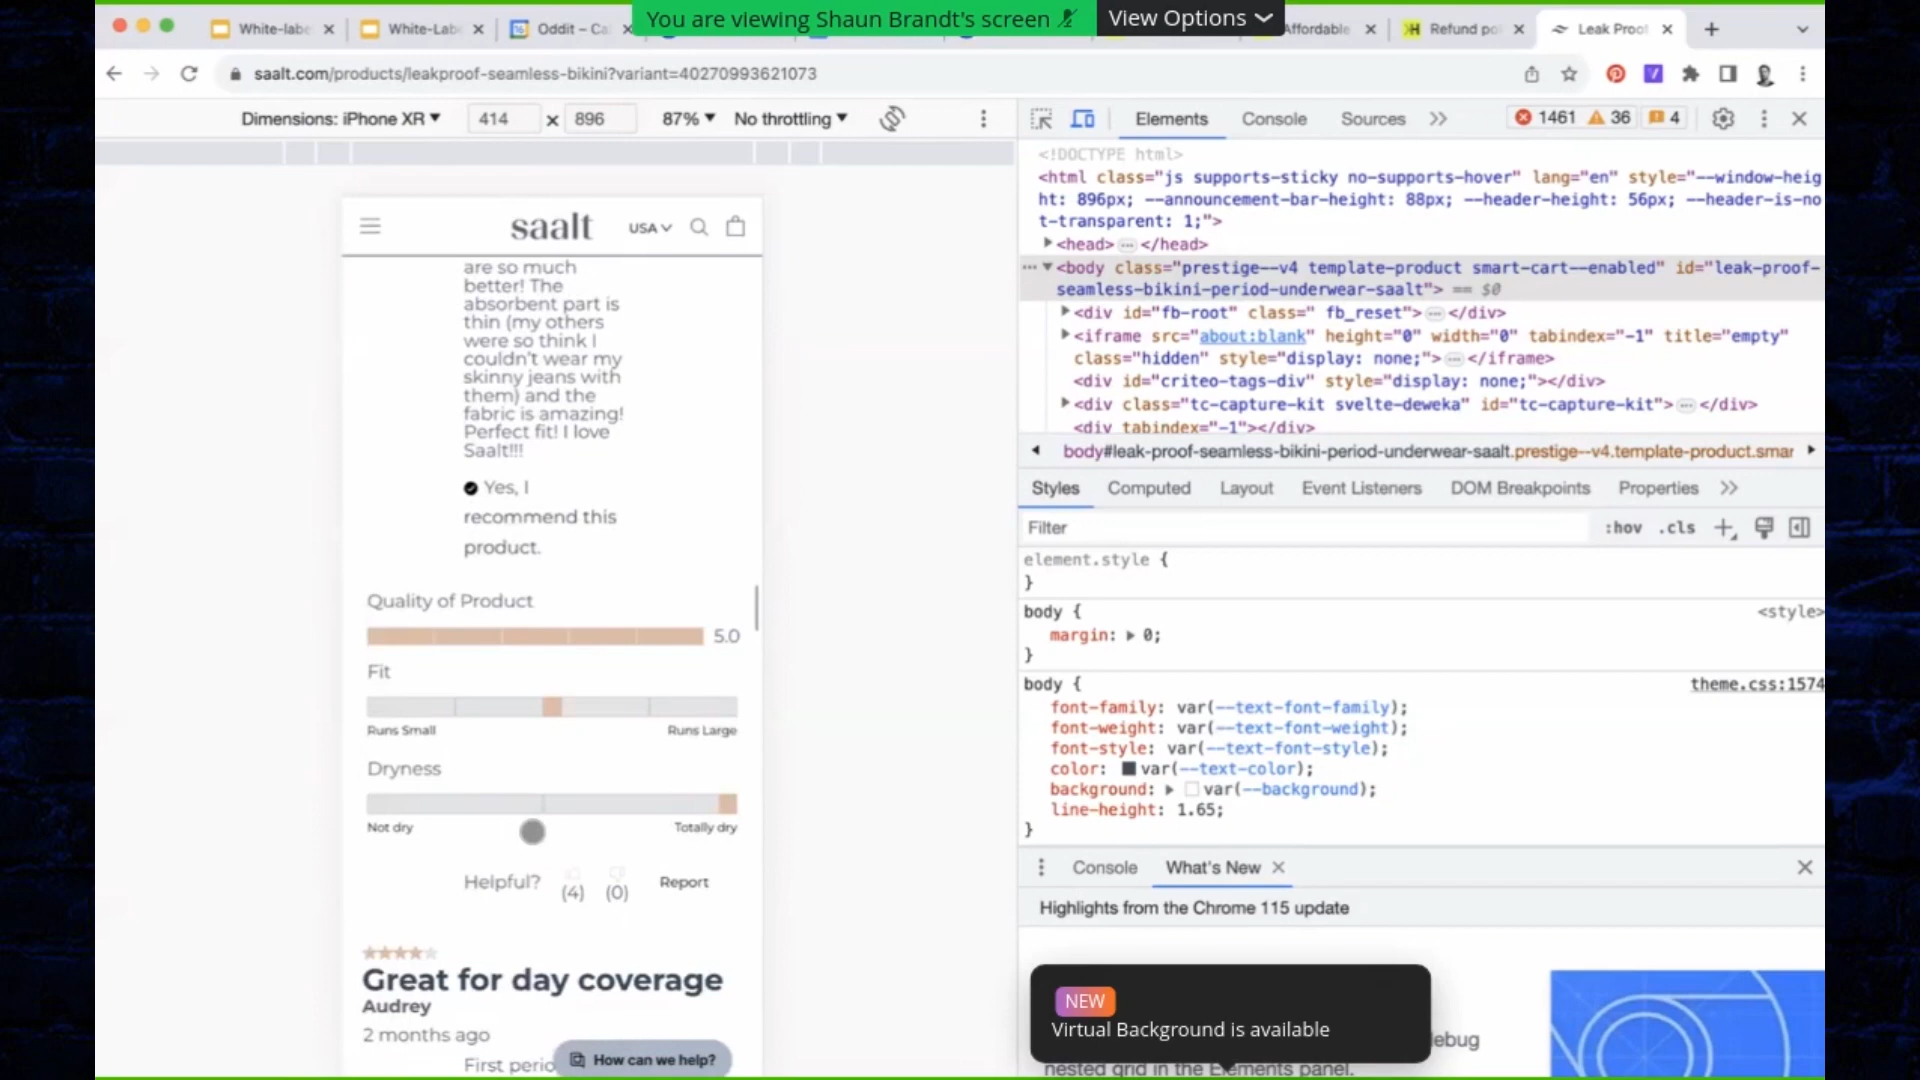 You are viewing Shaun Brandt's screen
View Options
White-labe
White-Lab
Oddit – Ca
Affordable
Refund po
Leak Proof
saalt.com/products/leakproof-seamless-bikini?variant=40270993621073
Dimensions: iPhone XR 414 x 896 87% No throttling
Elements Console Sources 1461 36 4
<!DOCTYPE html>
<html class="js supports-sticky no-supports-hover" lang="en" style="--window-heig
ht: 896px; --announcement-bar-height: 88px; --header-height: 56px; --header-is-no
t-transparent: 1;">
<head> … </head>
… <body class="prestige--v4 template-product smart-cart--enabled" id="leak-proof-
seamless-bikini-period-underwear-saalt"> == $0
<div id="fb-root" class=" fb_reset"> … </div>
<iframe src="about:blank" height="0" width="0" tabindex="-1" title="empty"
class="hidden" style="display: none;"> … </iframe>
<div id="criteo-tags-div" style="display: none;"></div>
<div class="tc-capture-kit svelte-deweka" id="tc-capture-kit"> … </div>
<div tabindex="-1"></div>
body#leak-proof-seamless-bikini-period-underwear-saalt.prestige--v4.template-product.smar
Styles Computed Layout Event Listeners DOM Breakpoints Properties
Filter :hov .cls
element.style {
}
body { <style>
margin: 0;
}
body { theme.css:1574
font-family: var(--text-font-family);
font-weight: var(--text-font-weight);
font-style: var(--text-font-style);
color: var(--text-color);
background: var(--background);
line-height: 1.65;
}
Console What's New
Highlights from the Chrome 115 update
NEW
Virtual Background is available
ebug
nested grid in the Elements panel.
saalt USA
are so much
better! The
absorbent part is
thin (my others
were so think I
couldn't wear my
skinny jeans with
them) and the
fabric is amazing!
Perfect fit! I love
Saalt!!!
Yes, I
recommend this
product.
Quality of Product
5.0
Fit
Runs Small Runs Large
Dryness
Not dry Totally dry
Helpful? (4) (0) Report
Great for day coverage
Audrey
2 months ago
First perio
How can we help?